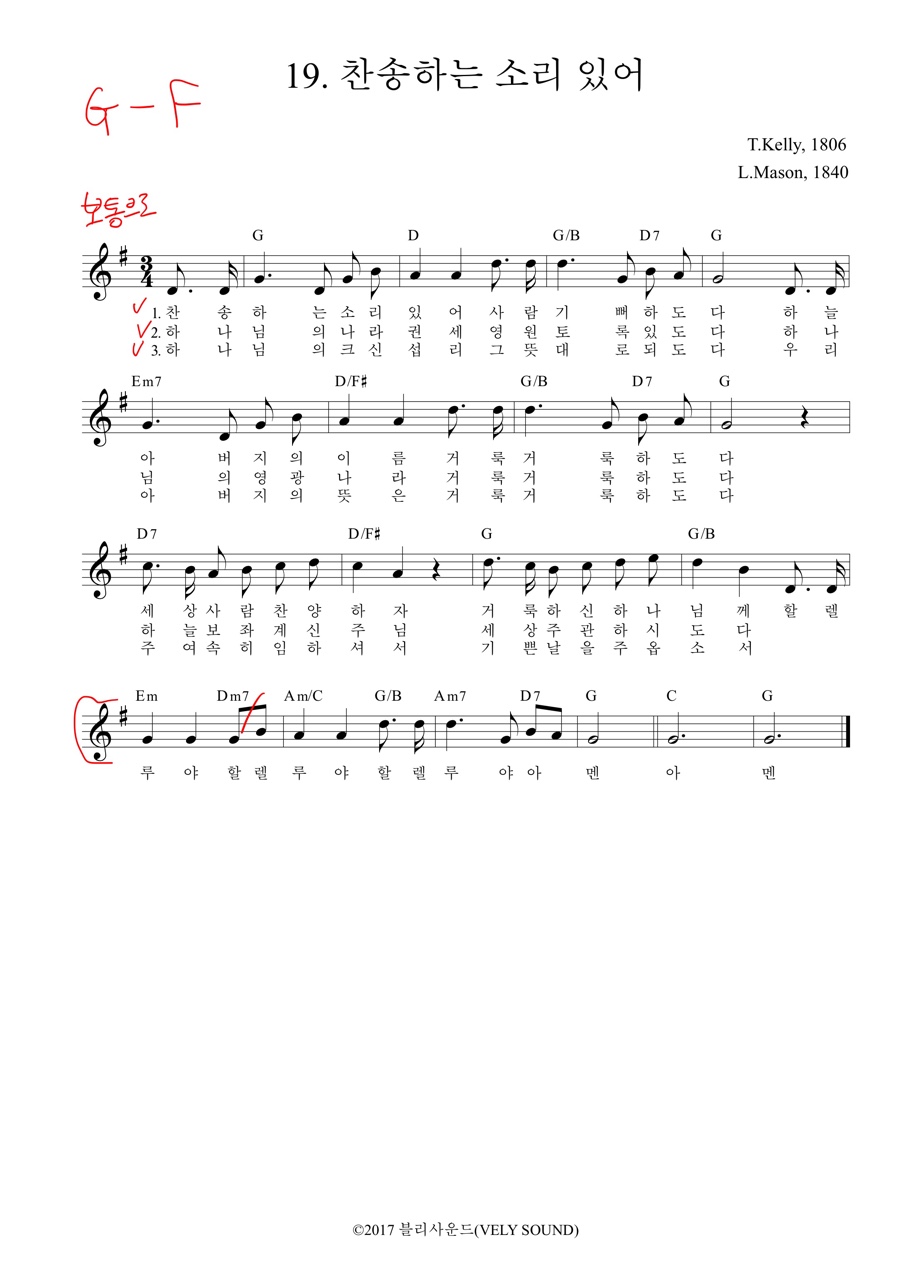 19. 찬송하는 소리 있어
G - F
T.Kelly, 1806
L.Mason, 1840
보통으로
G D G/B D7 G
3
4
1. 찬 송 하 는 소 리 있 어 사 람 기 뻐 하 도 다 하 늘
2. 하 나 님 의 나 라 권 세 영 원 토 록 있 도 다 하 나
3. 하 나 님 의 크 신 섭 리 그 뜻 대 로 되 도 다 우 리
Em7 D/F♯ G/B D7 G
아 버 지 의 이 름 거 룩 거 룩 하 도 다
님 의 영 광 나 라 거 룩 거 룩 하 도 다
아 버 지 의 뜻 은 거 룩 거 룩 하 도 다
D7 D/F♯ G G/B
세 상 사 람 찬 양 하 자 거 룩 하 신 하 나 님 께 할 렐
하 늘 보 좌 계 신 주 님 세 상 주 관 하 시 도 다
주 여 속 히 임 하 셔 서 기 쁜 날 을 주 옵 소 서
Em Dm7 Am/C G/B Am7 D7 G C G
루 야 할 렐 루 야 할 렐 루 야 아 멘 아 멘
©2017 블리사운드(VELY SOUND)